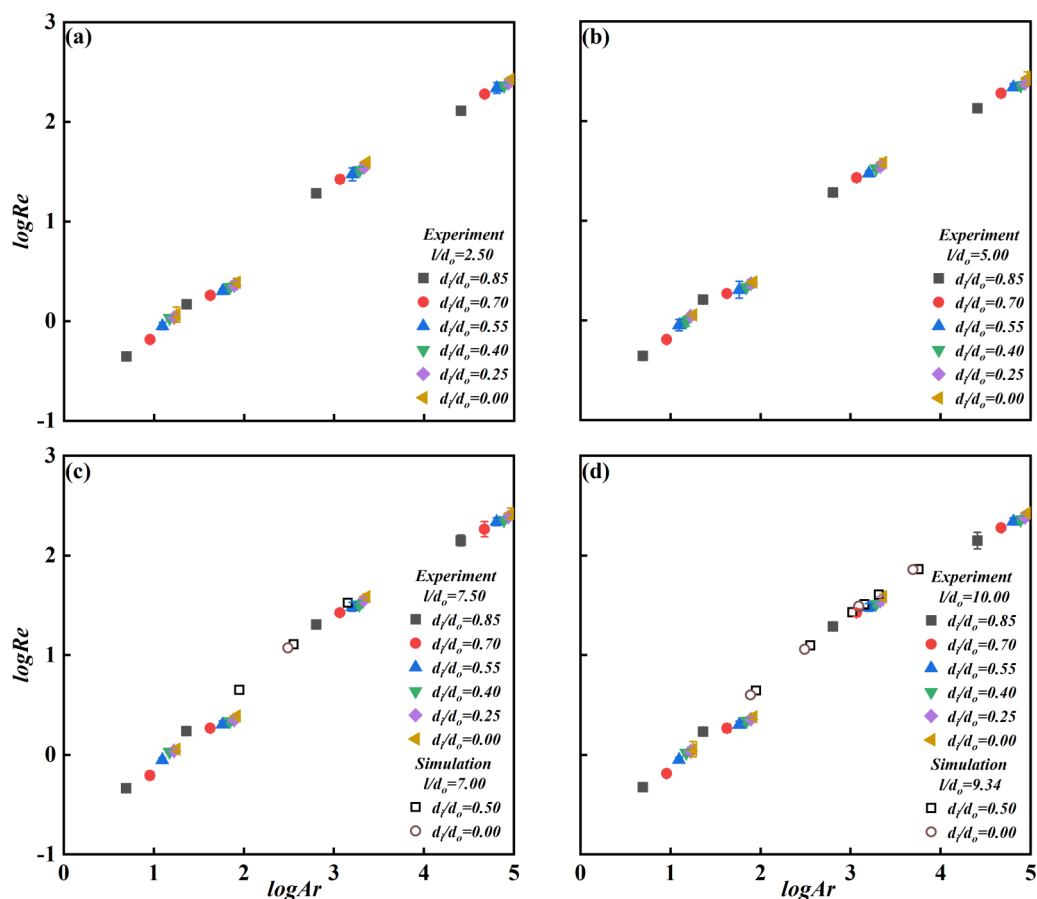 (a)
3
2
1
0
-1
logRe
Experiment
l/do=2.50
di/do=0.85
di/do=0.70
di/do=0.55
di/do=0.40
di/do=0.25
di/do=0.00
(b)
Experiment
l/do=5.00
di/do=0.85
di/do=0.70
di/do=0.55
di/do=0.40
di/do=0.25
di/do=0.00
(c)
3
2
1
0
-1
logRe
Experiment
l/do=7.50
di/do=0.85
di/do=0.70
di/do=0.55
di/do=0.40
di/do=0.25
di/do=0.00
Simulation
l/do=7.00
di/do=0.50
di/do=0.00
0 1 2 3 4 5
logAr
(d)
Experiment
l/do=10.00
di/do=0.85
di/do=0.70
di/do=0.55
di/do=0.40
di/do=0.25
di/do=0.00
Simulation
l/do=9.34
di/do=0.50
di/do=0.00
0 1 2 3 4 5
logAr